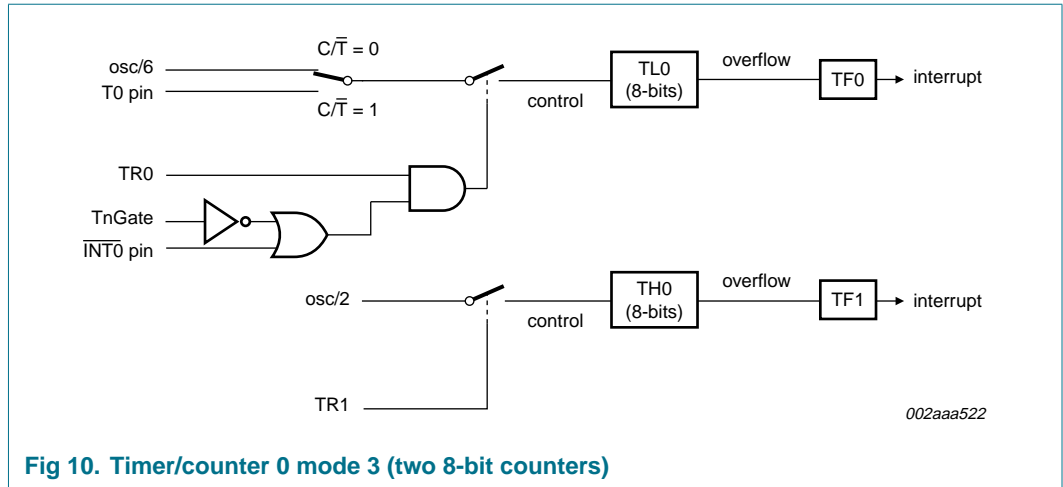 C/T̅ = 0
osc/6
T0 pin
C/T̅ = 1
control
TL0
(8-bits)
overflow
TF0
interrupt
TR0
TnGate
I̅N̅T̅0̅ pin
osc/2
control
TH0
(8-bits)
overflow
TF1
interrupt
TR1
002aaa522
Fig 10. Timer/counter 0 mode 3 (two 8-bit counters)